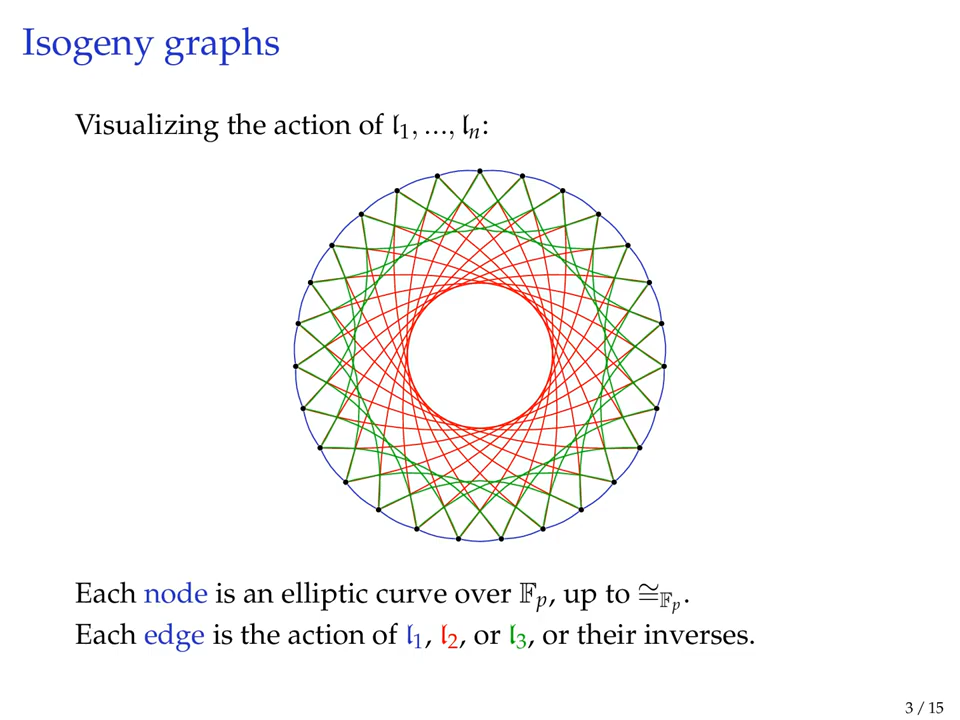 Isogeny graphs
Visualizing the action of 𝔩₁, ..., 𝔩ₙ:
Each node is an elliptic curve over 𝔽ₚ, up to ≅_𝔽ₚ.
Each edge is the action of 𝔩₁, 𝔩₂, or 𝔩₃, or their inverses.
3 / 15